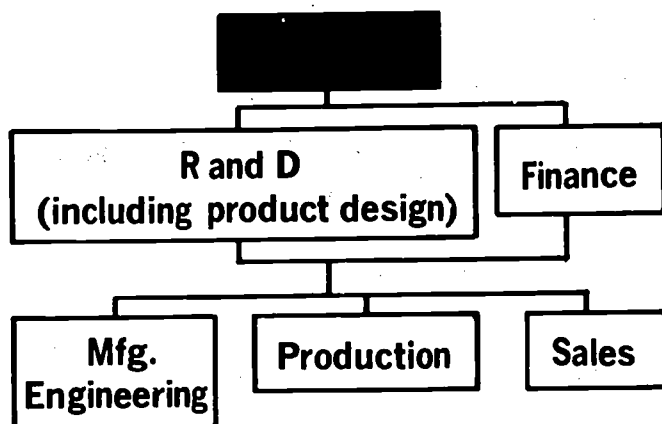 R and D
(including product design)
Finance
Mfg.
Engineering
Production
Sales